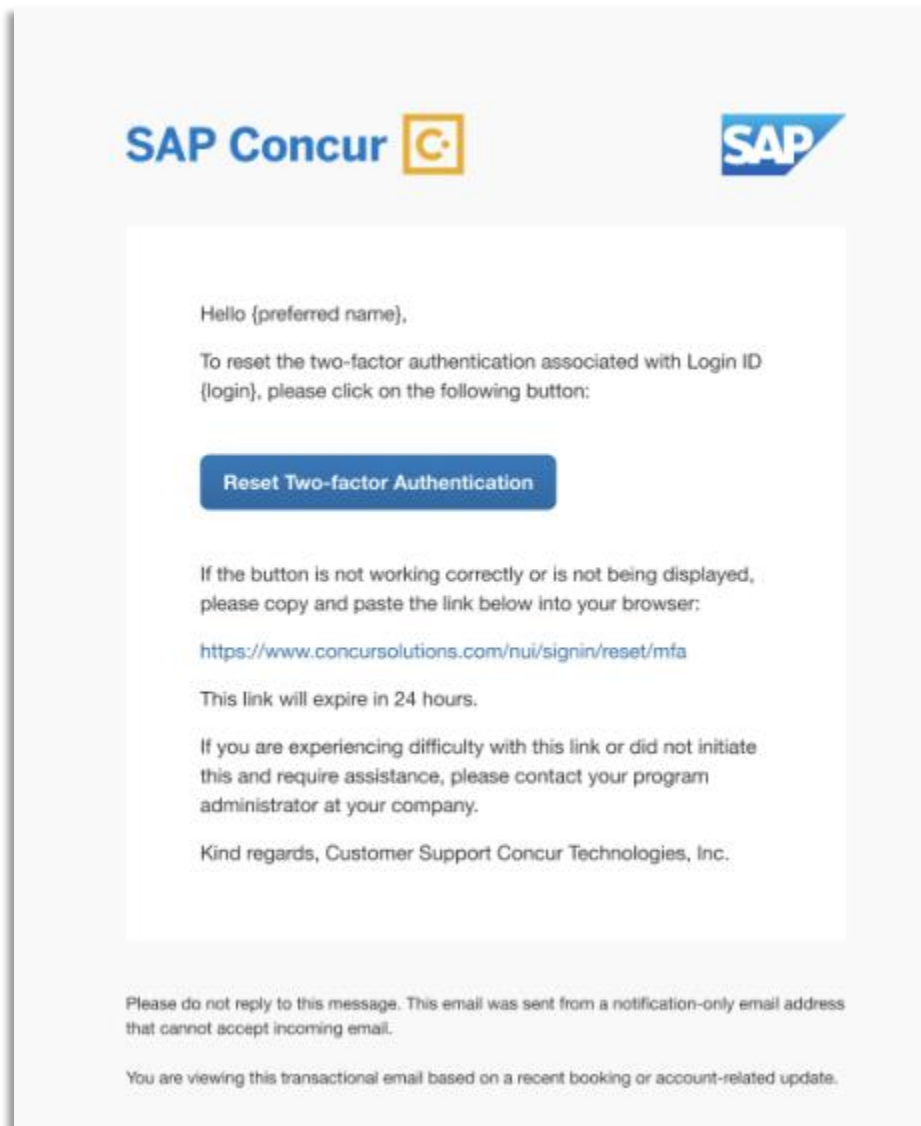 SAP Concur C
SAP
Hello {preferred name},
To reset the two-factor authentication associated with Login ID
{login}, please click on the following button:
Reset Two-factor Authentication
If the button is not working correctly or is not being displayed,
please copy and paste the link below into your browser:
https://www.concursolutions.com/nui/signin/reset/mfa
This link will expire in 24 hours.
If you are experiencing difficulty with this link or did not initiate
this and require assistance, please contact your program
administrator at your company.
Kind regards, Customer Support Concur Technologies, Inc.
Please do not reply to this message. This email was sent from a notification-only email address
that cannot accept incoming email.
You are viewing this transactional email based on a recent booking or account-related update.